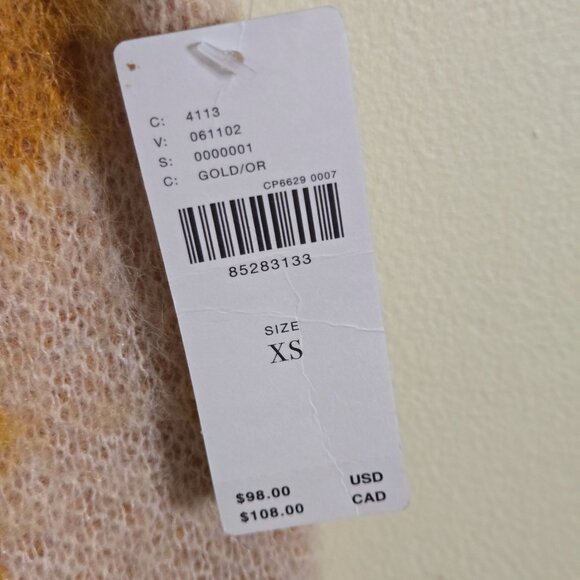 C: 4113
V: 061102
S: 0000001
C: GOLD/OR
CP6629 0007
85283133
SIZE
XS
$98.00 USD
$108.00 CAD